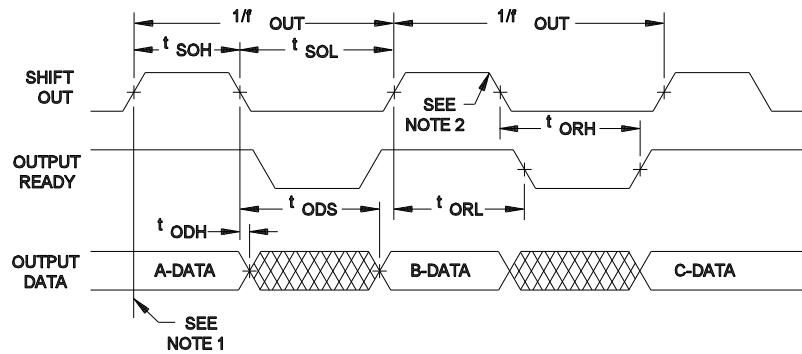 1/f OUT 1/f OUT
t SOH t SOL
SHIFT
OUT
SEE
NOTE 2
t ORH
OUTPUT
READY
t ODS t ORL
t ODH
OUTPUT
DATA
A-DATA B-DATA C-DATA
SEE
NOTE 1